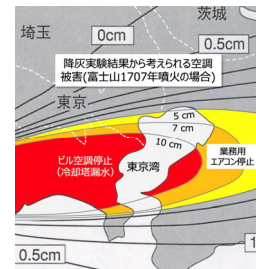 茨城
埼玉
0cm
0.5cm
降灰実験結果から考えられる空調
被害(富士山1707年噴火の場合)
東京
5 cm
7 cm
10 cm
業務用
エアコン停止
ビル空調停止
(冷却塔漏水)
東京湾
0.5cm
1